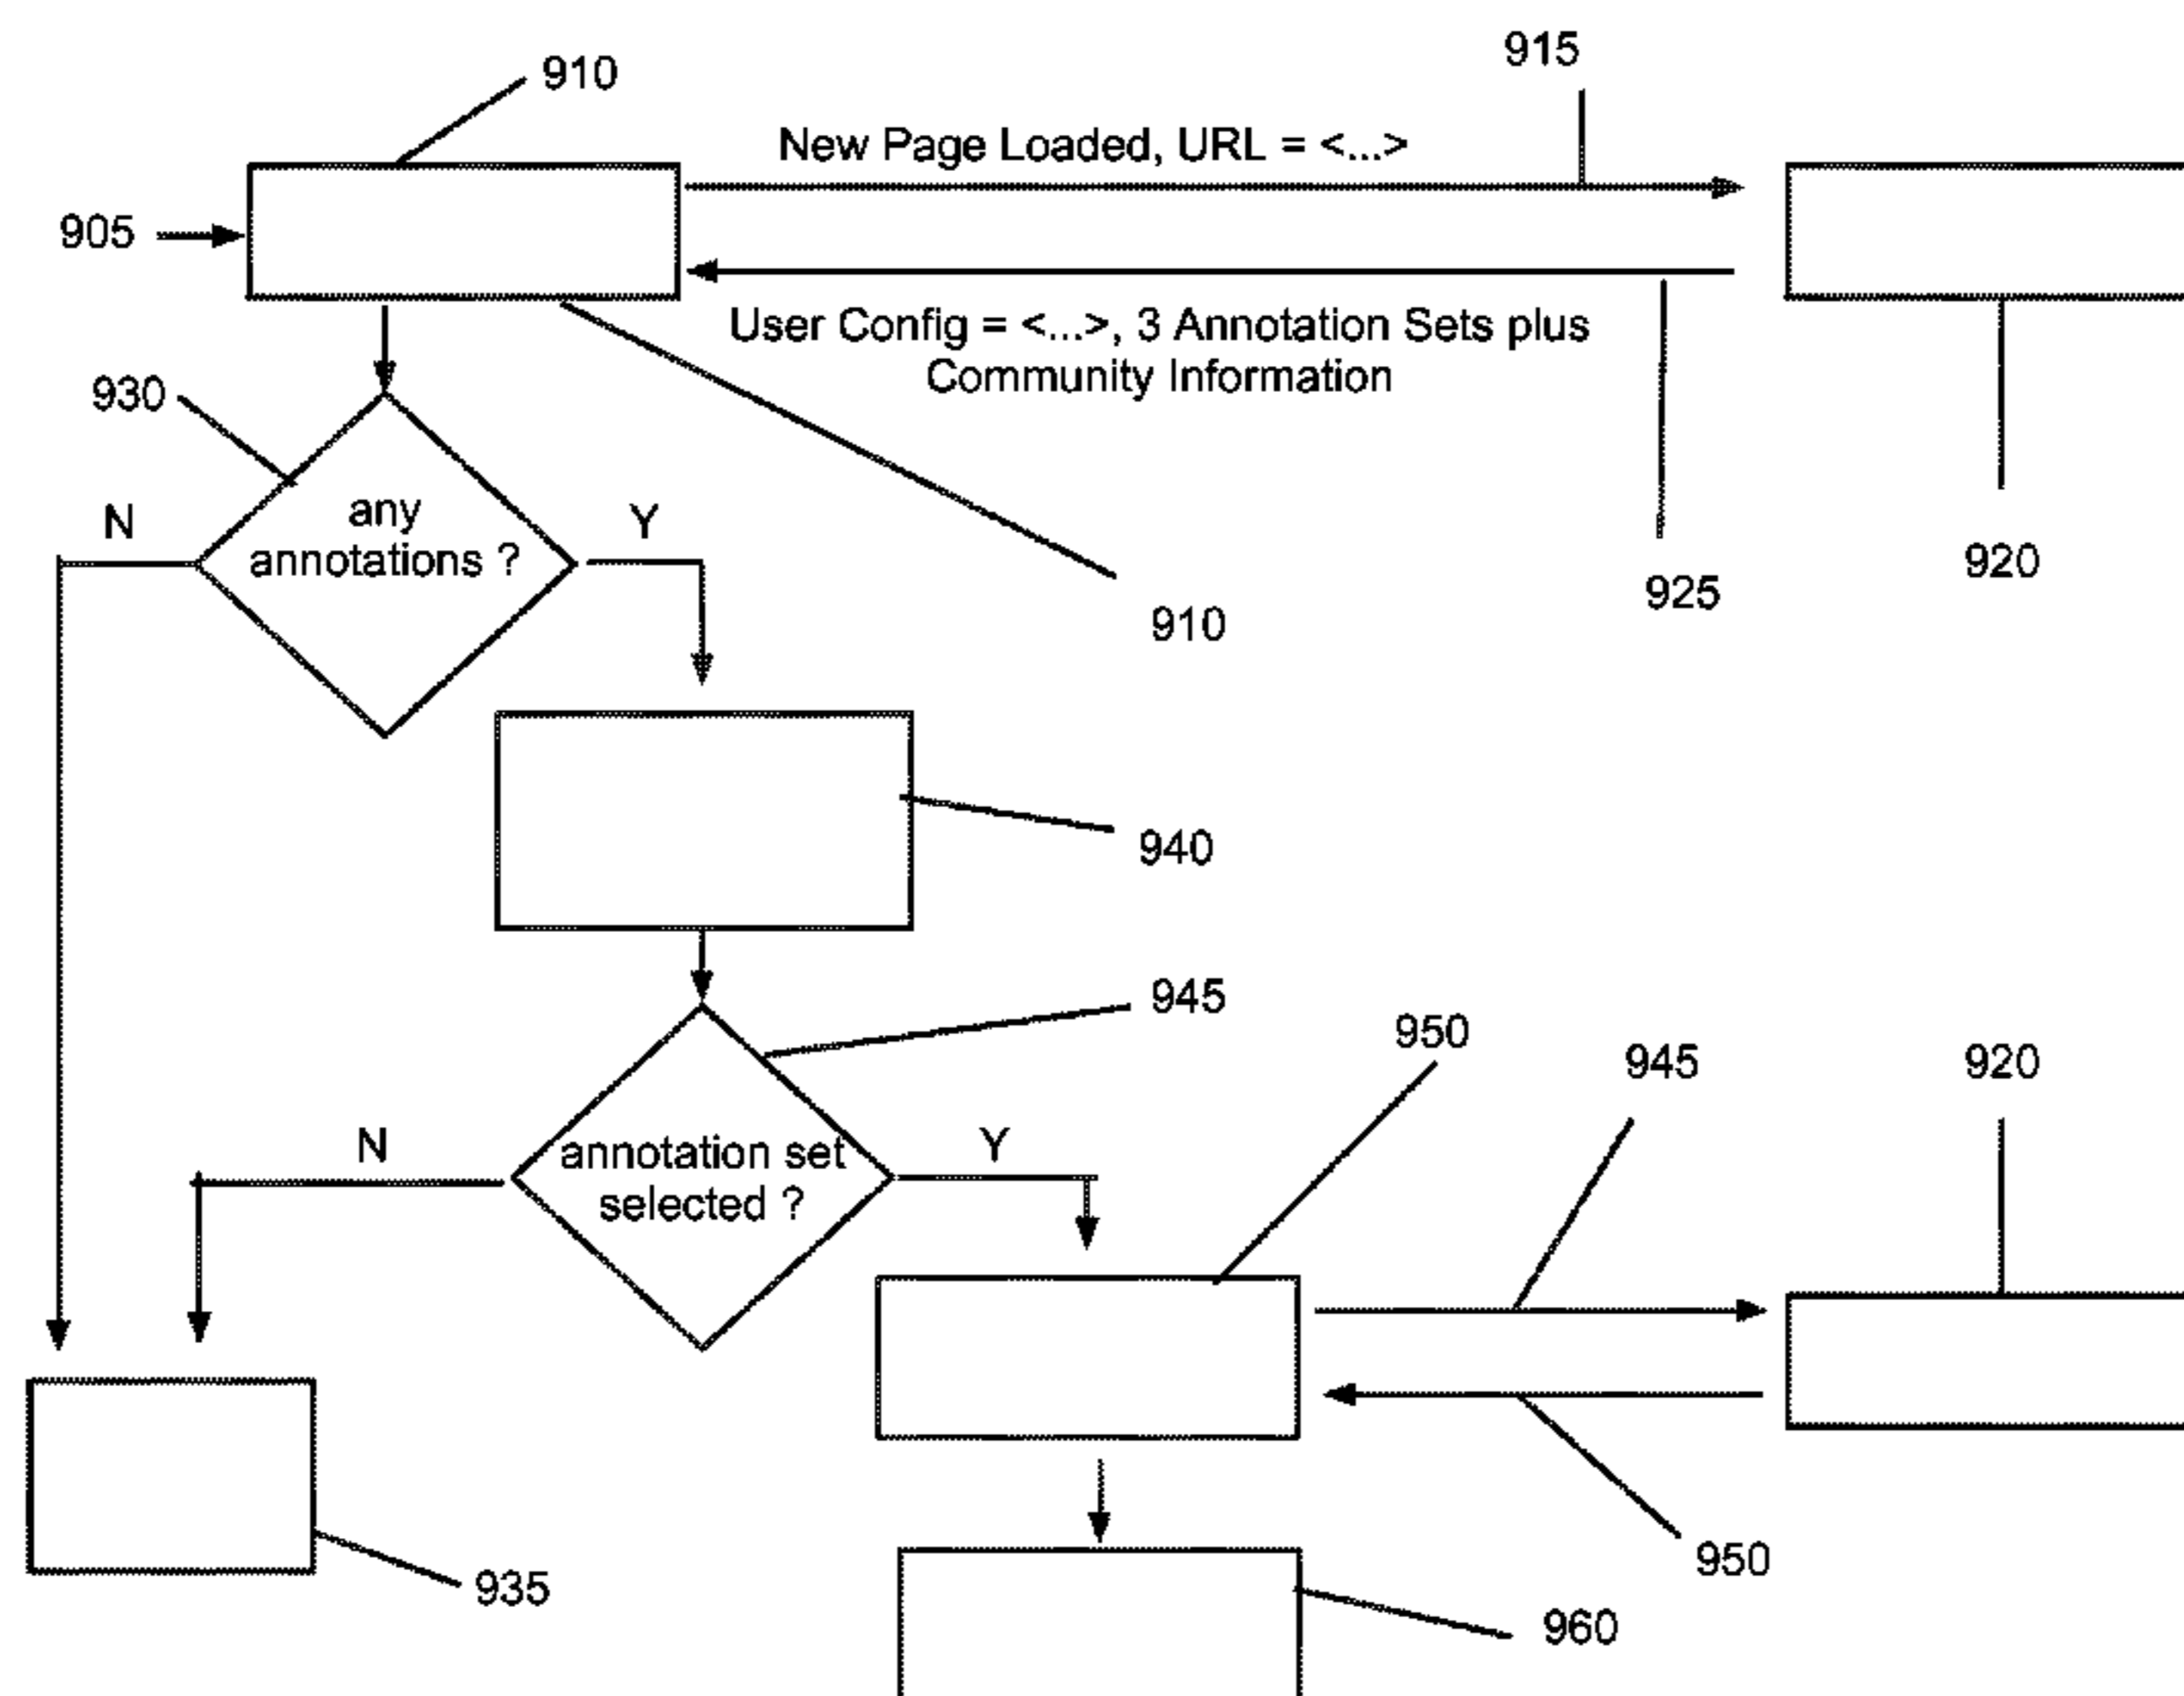 915
910
New Page Loaded, URL = <...>
905
User Config = <...>, 3 Annotation Sets plus
Community Information
930
any
annotations ?
N
Y
920
925
910
940
945
950
945
920
N
annotation set
selected ?
Y
950
935
960